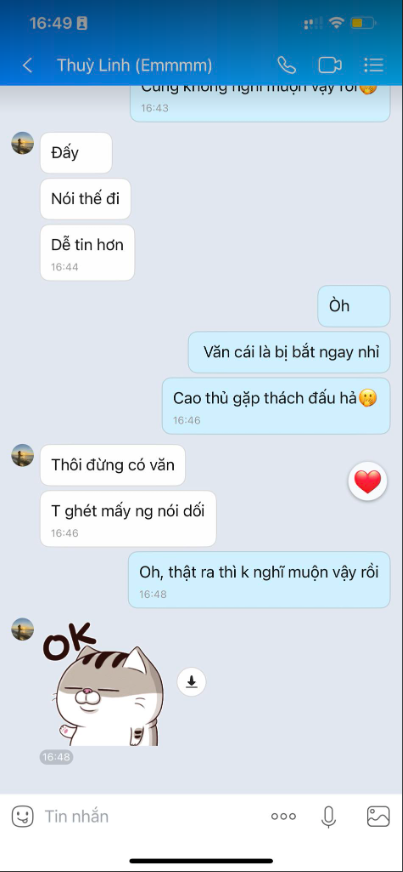 16:49
Thuỳ Linh (Emmmm)
Cũng không nghĩ muộn vậy rồi🤭
16:43
Đấy
Nói thế đi
Dễ tin hơn
16:44
Ờh
Văn cái là bị bắt ngay nhỉ
Cao thủ gặp thách đấu hả🤭
16:46
Thôi đừng có văn
T ghét mấy ng nói dối
16:46
Oh, thật ra thì k nghĩ muộn vậy rồi
16:48
OK
16:48
Tin nhắn